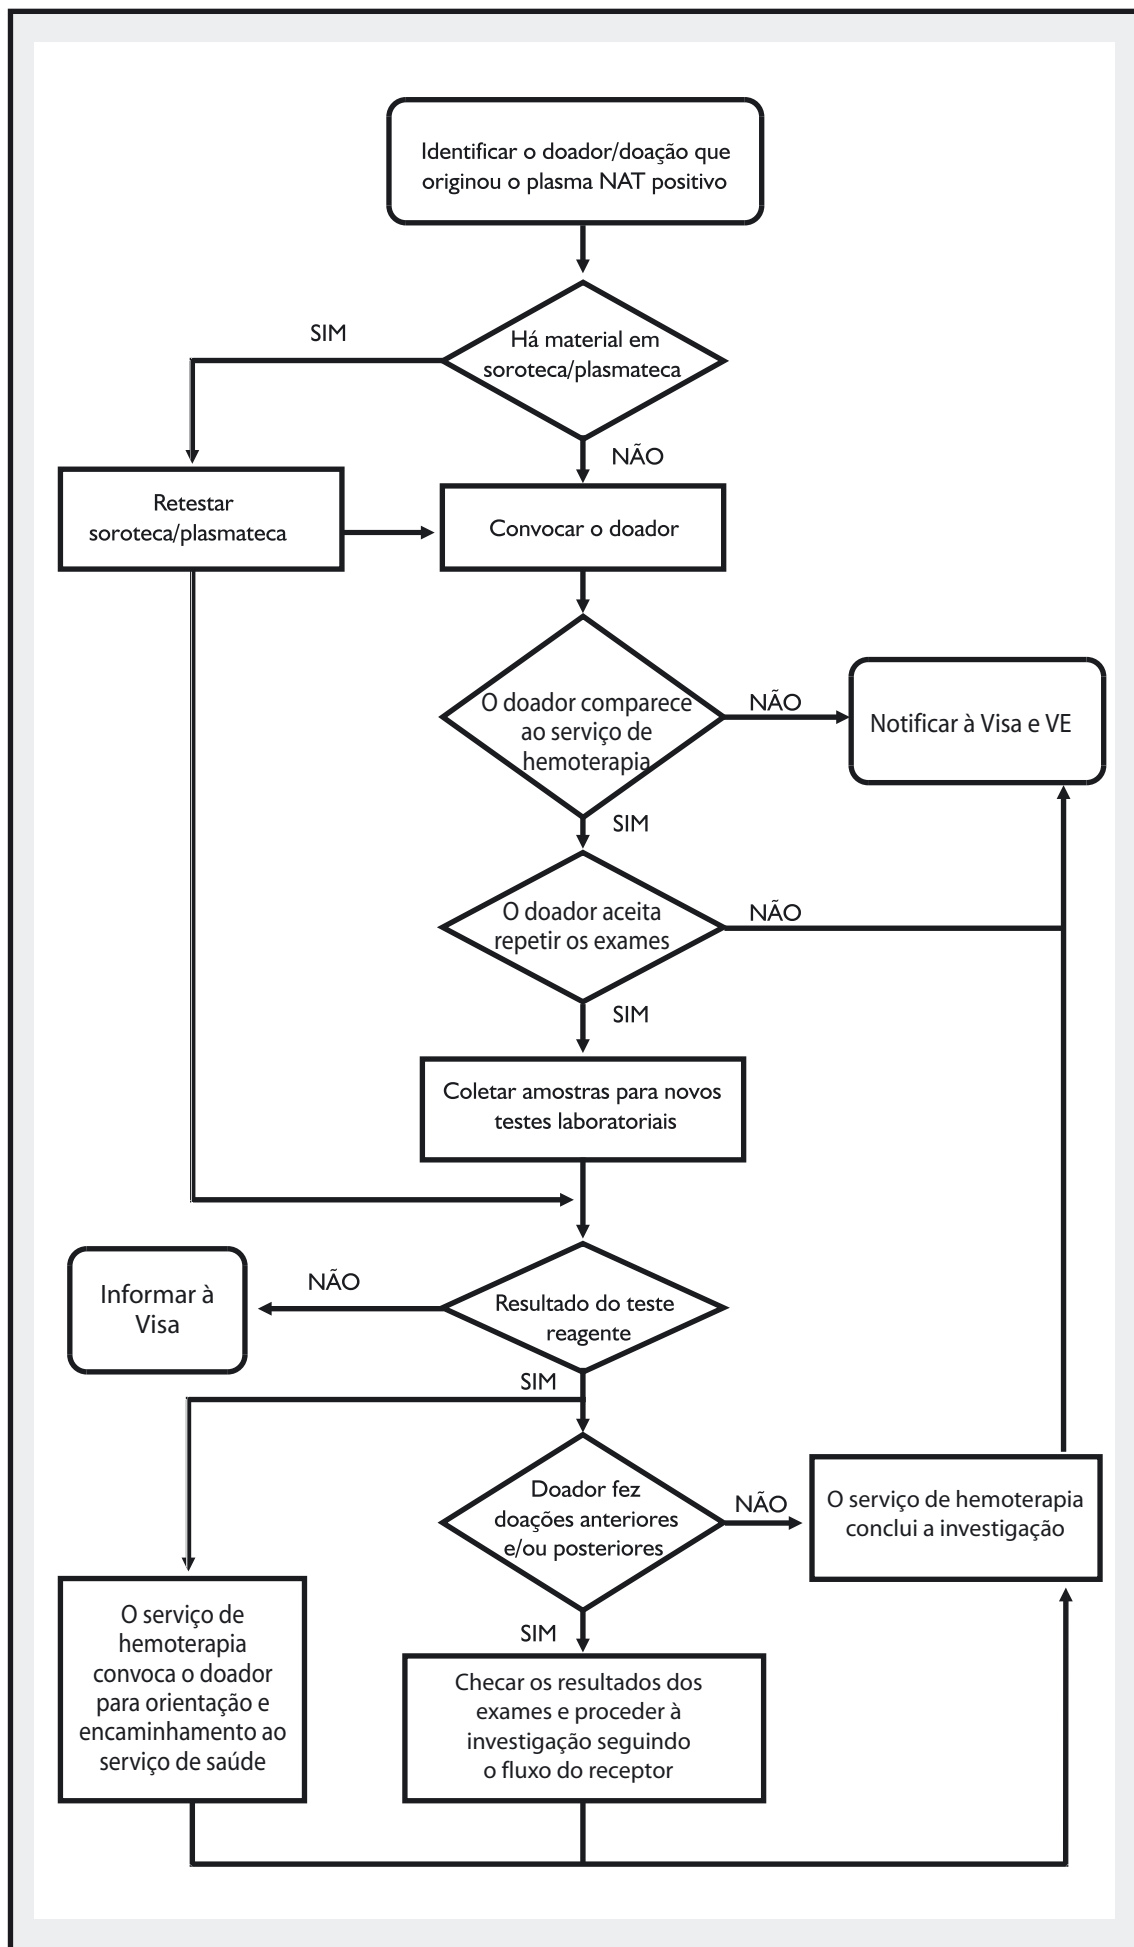 Identificar o doador/doação que
originou o plasma NAT positivo
Há material em
soroteca/plasmateca
SIM
NÃO
Retestar
soroteca/plasmateca
Convocar o doador
O doador comparece
ao serviço de
hemoterapia
NÃO
Notificar à Visa e VE
SIM
O doador aceita
repetir os exames
NÃO
SIM
Coletar amostras para novos
testes laboratoriais
Resultado do teste
reagente
NÃO
Informar à
Visa
SIM
Doador fez
doações anteriores
e/ou posteriores
NÃO
O serviço de hemoterapia
conclui a investigação
SIM
O serviço de
hemoterapia
convoca o doador
para orientação e
encaminhamento ao
serviço de saúde
Checar os resultados dos
exames e proceder à
investigação seguindo
o fluxo do receptor